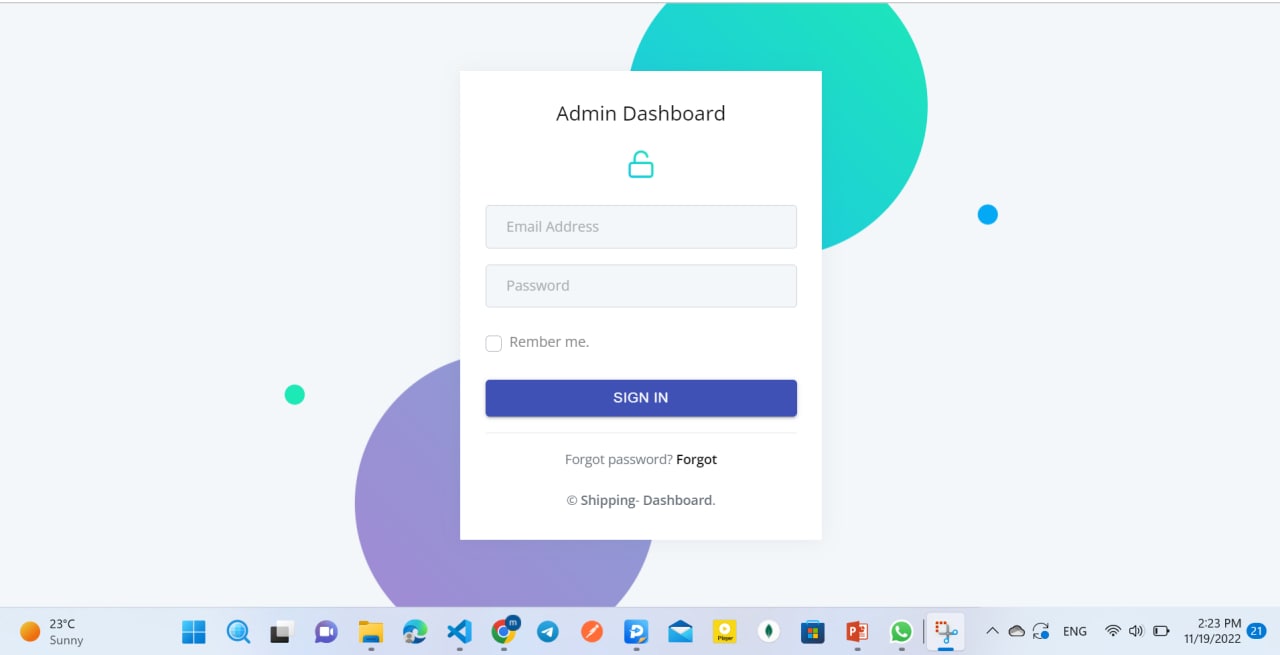 Admin Dashboard
Email Address
Password
Rember me.
SIGN IN
Forgot password? Forgot
© Shipping- Dashboard.
23°C
Sunny
m
Player
ENG
2:23 PM
11/19/2022
21